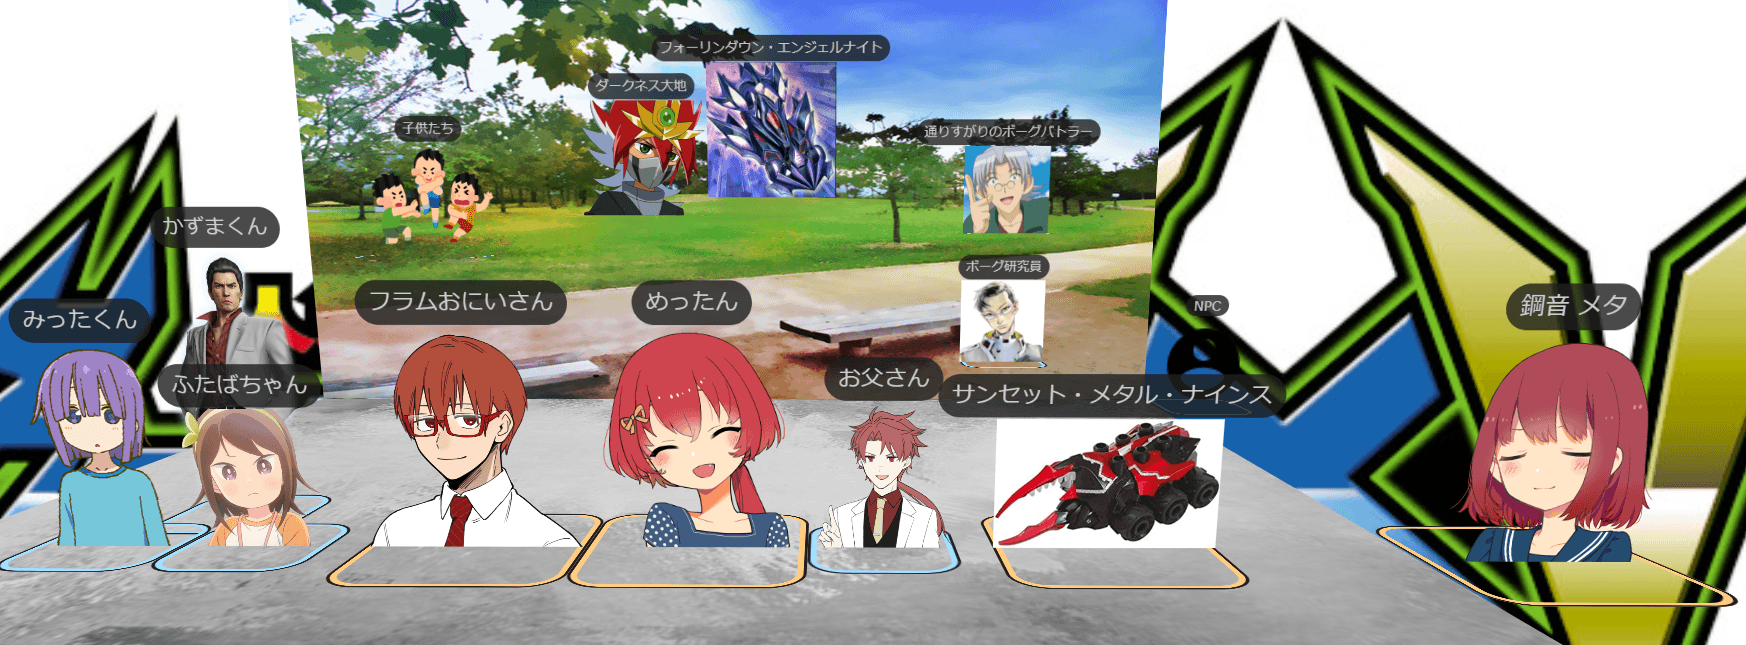 フォーリンダウン・エンジェルナイト
ダークネス大地
子供たち
通りすがりのボーグバトラー
かずまくん
ボーグ研究員
みったくん
フラムおにいさん
めったん
NPC
鋼音 メタ
ふたばちゃん
お父さん
サンセット・メタル・ナインス